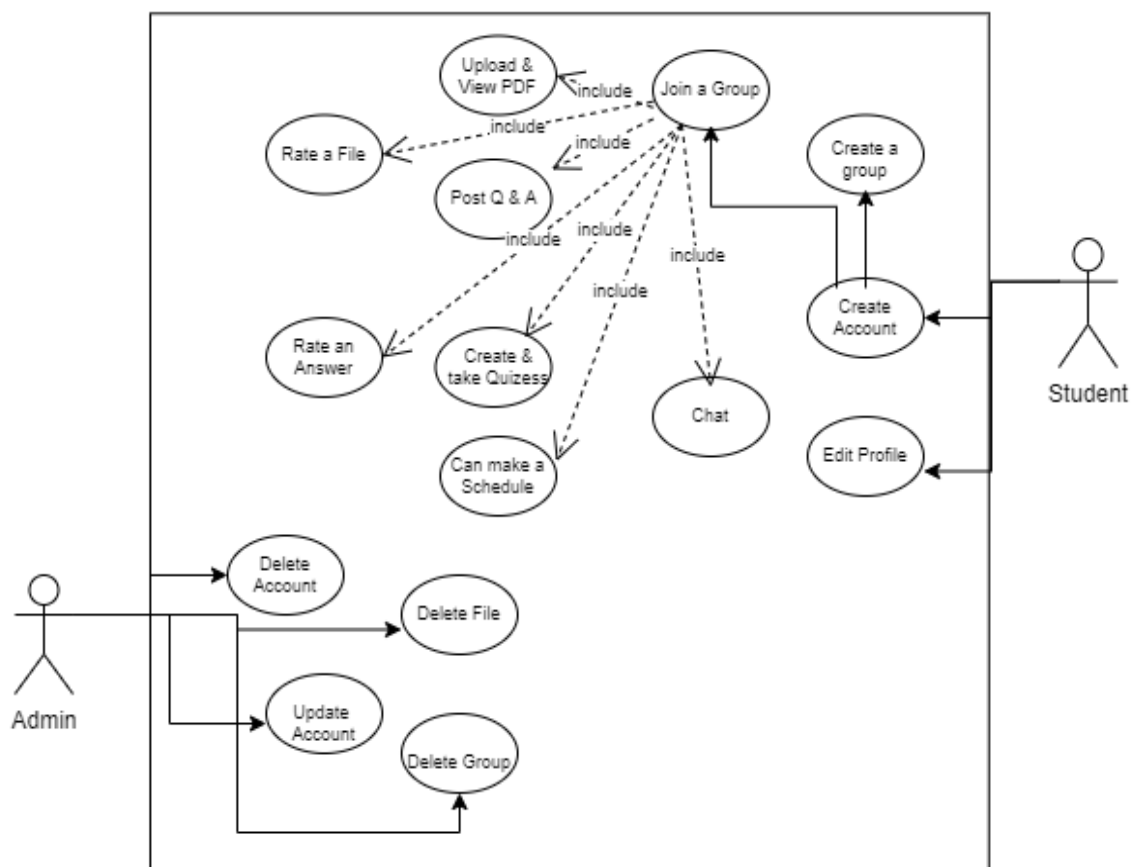 Upload &
View PDF
include
Join a Group
include
Rate a File
include
Create a
group
Post Q & A
include
include
include
include
Create
Account
Rate an
Answer
Create &
take Quizess
Student
Chat
Edit Profile
Can make a
Schedule
Delete
Account
Delete File
Admin
Update
Account
Delete Group